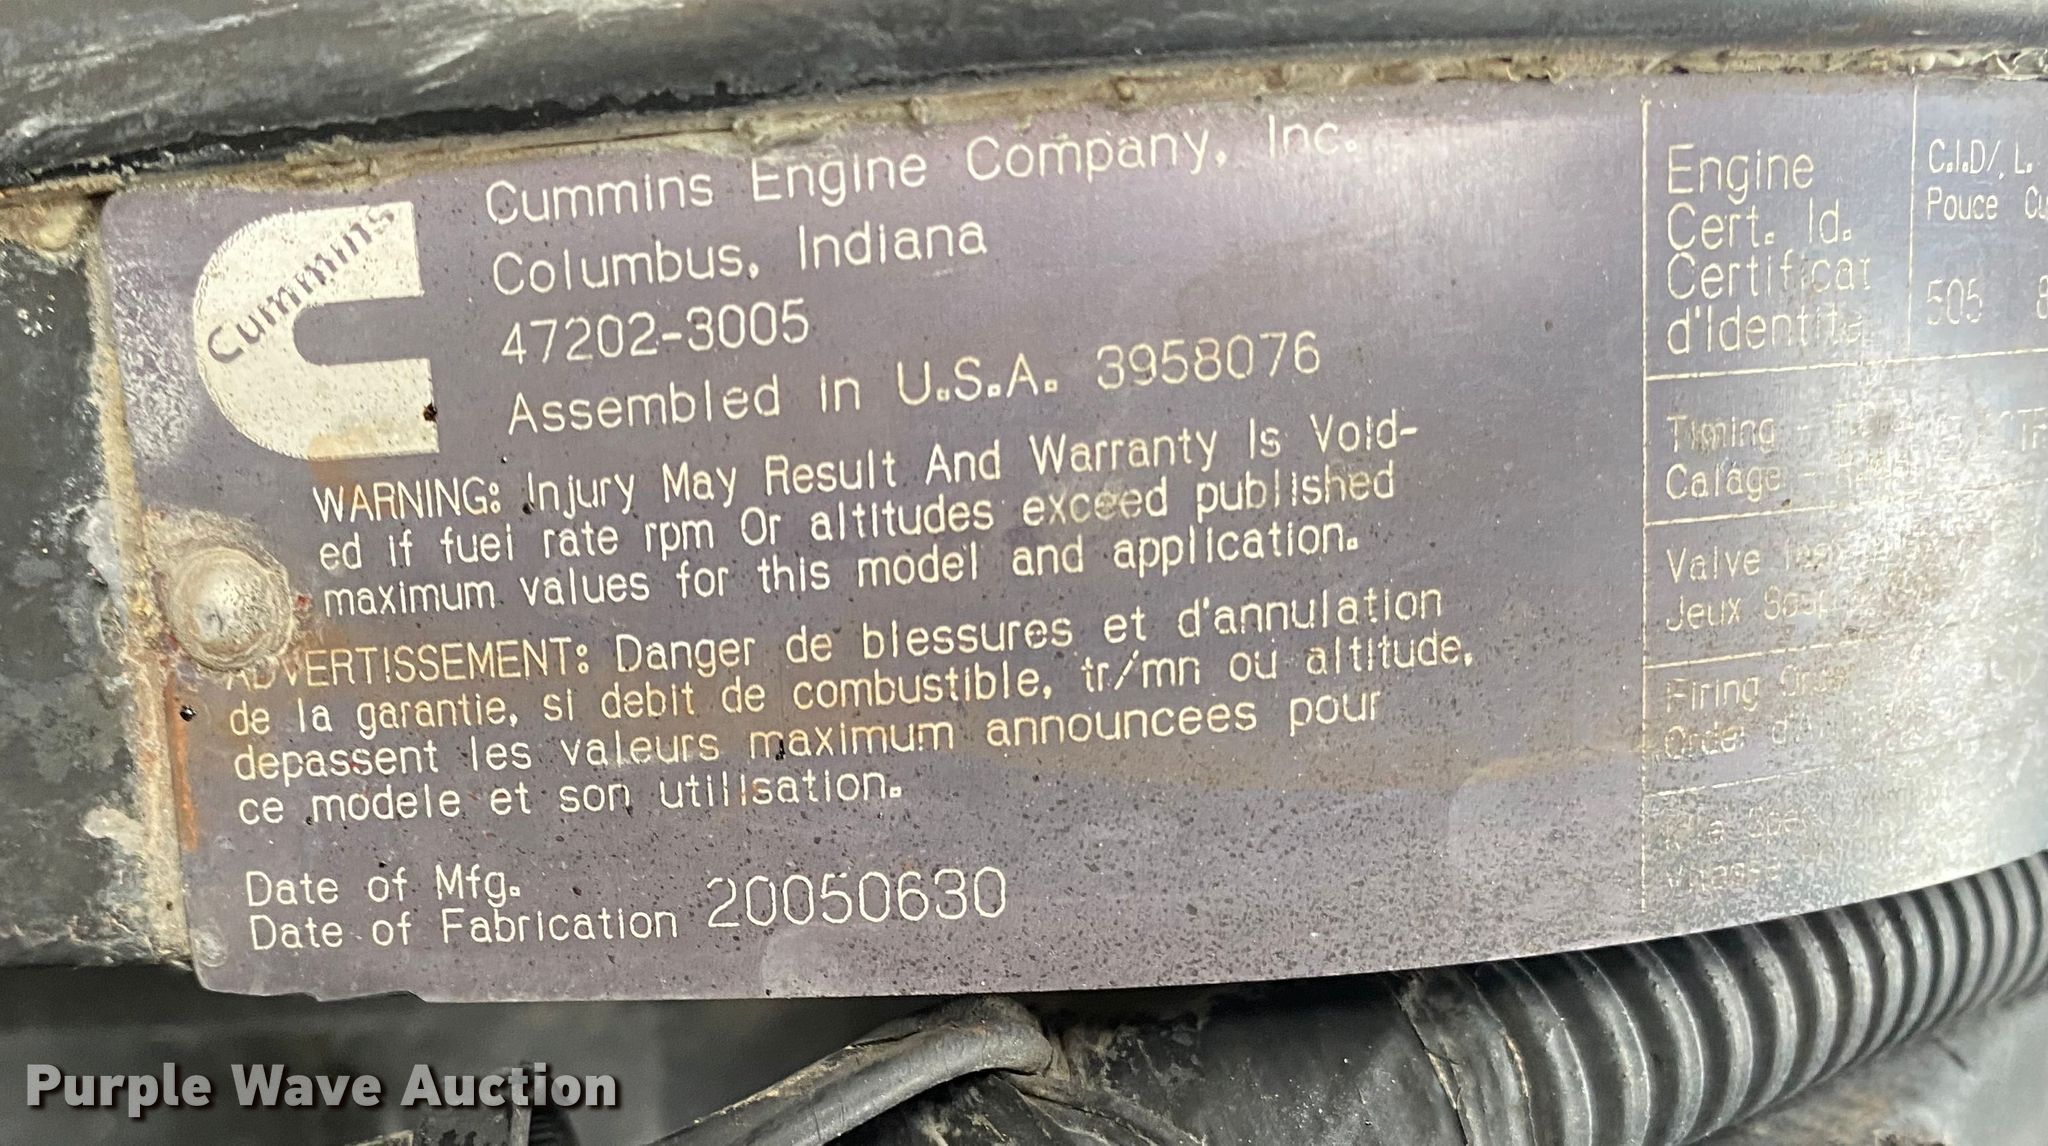 Cummins
Cummins Engine Company, Inc.
Columbus, Indiana
47202-3005
Assembled in U.S.A. 3958076
WARNING: Injury May Result And Warranty Is Void-
ed if fuel rate rpm Or altitudes exceed published
maximum values for this model and application.
ADVERTISSEMENT: Danger de blessures et d'annulation
de la garantie, si debit de combustible, tr/mn ou altitude,
depassent les valeurs maximum announcees pour
ce modele et son utilisation.
Date of Mfg.
Date of Fabrication 20050630
Engine
Cert. Id.
Certificat
d'Identite
C.I.D/, L.
Pouce
505 8
Timing -
Calage -
Valve
Jeux
Firing
Order
Purple Wave Auction